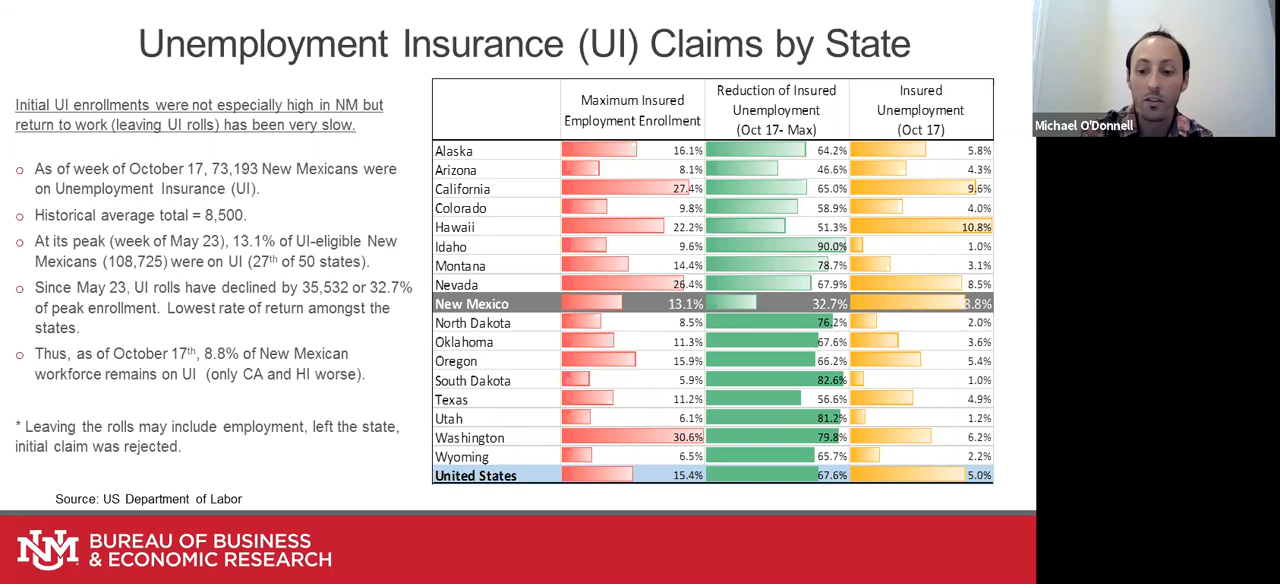 Unemployment Insurance (UI) Claims by State
Initial UI enrollments were not especially high in NM but
return to work (leaving UI rolls) has been very slow.
o As of week of October 17, 73,193 New Mexicans were
on Unemployment Insurance (UI).
o Historical average total = 8,500.
o At its peak (week of May 23), 13.1% of UI-eligible New
Mexicans (108,725) were on UI (27th of 50 states).
o Since May 23, UI rolls have declined by 35,532 or 32.7%
of peak enrollment. Lowest rate of return amongst the
states.
o Thus, as of October 17th, 8.8% of New Mexican
workforce remains on UI (only CA and HI worse).
* Leaving the rolls may include employment, left the state,
initial claim was rejected.
Source: US Department of Labor
Maximum Insured
Employment Enrollment
Reduction of Insured
Unemployment
(Oct 17- Max)
Insured
Unemployment
(Oct 17)
Alaska 16.1% 64.2% 5.8%
Arizona 8.1% 46.6% 4.3%
California 27.4% 65.0% 9.6%
Colorado 9.8% 58.9% 4.0%
Hawaii 22.2% 51.3% 10.8%
Idaho 9.6% 90.0% 1.0%
Montana 14.4% 78.7% 3.1%
Nevada 26.4% 67.9% 8.5%
New Mexico 13.1% 32.7% 8.8%
North Dakota 8.5% 76.2% 2.0%
Oklahoma 11.3% 67.6% 3.6%
Oregon 15.9% 66.2% 5.4%
South Dakota 5.9% 82.6% 1.0%
Texas 11.2% 56.6% 4.9%
Utah 6.1% 81.2% 1.2%
Washington 30.6% 79.8% 6.2%
Wyoming 6.5% 65.7% 2.2%
United States 15.4% 67.6% 5.0%
Michael O'Donnell
UNM
BUREAU OF BUSINESS
& ECONOMIC RESEARCH